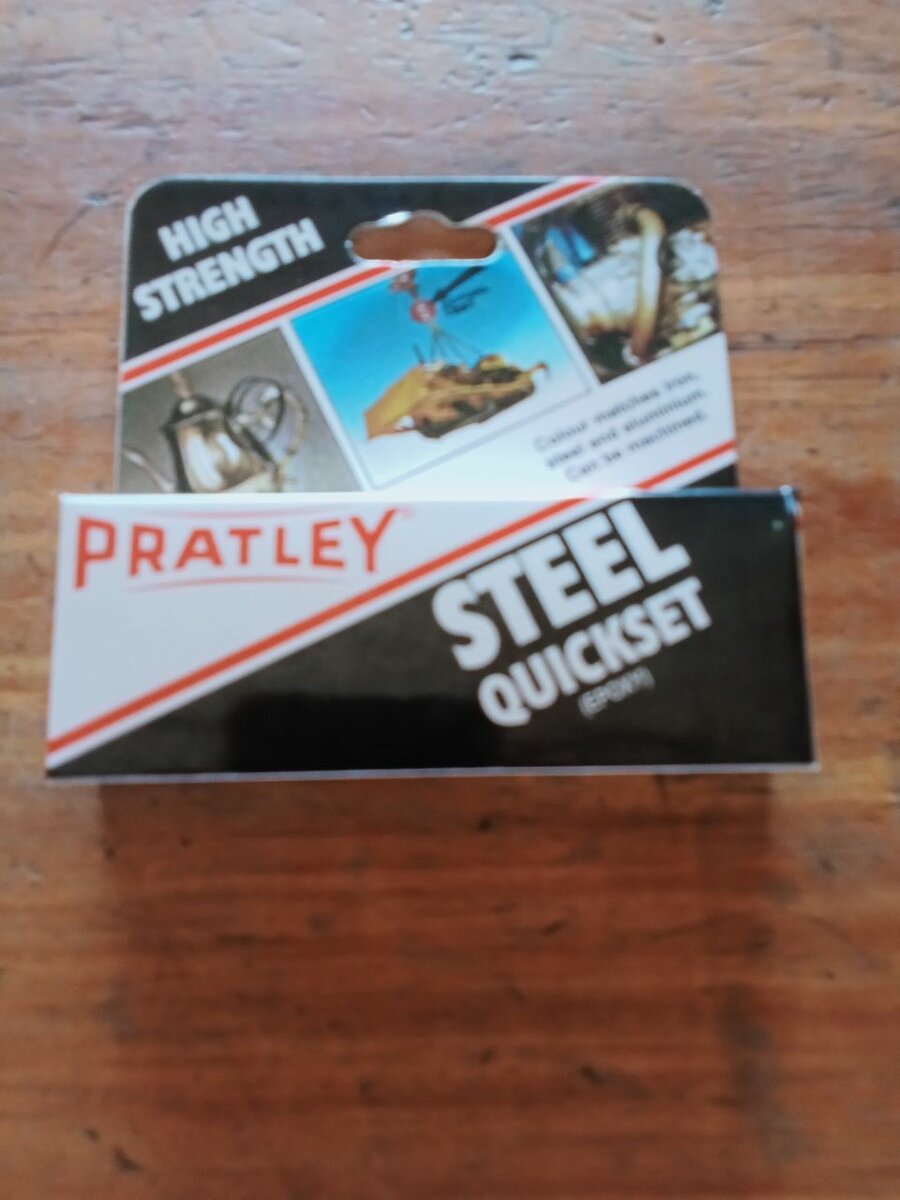 HIGH
STRENGTH
Colour matches iron,
steel and aluminium.
Can be machined.
PRATLEY
STEEL
QUICKSET
(EPOXY)